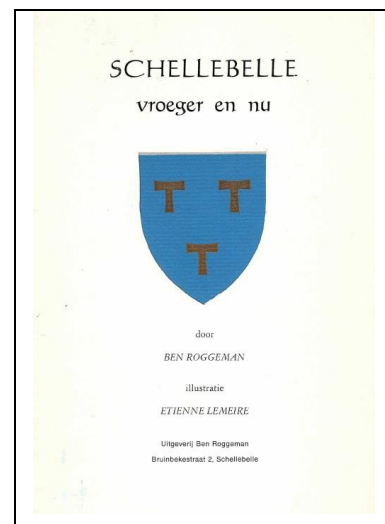 SCHELLEBELLE
vroeger en nu
T T
T
door
BEN ROGGEMAN
illustratie
ETIENNE LEMEIRE
Uitgeverij Ben Roggeman
Bruinbekestraat 2, Schellebelle